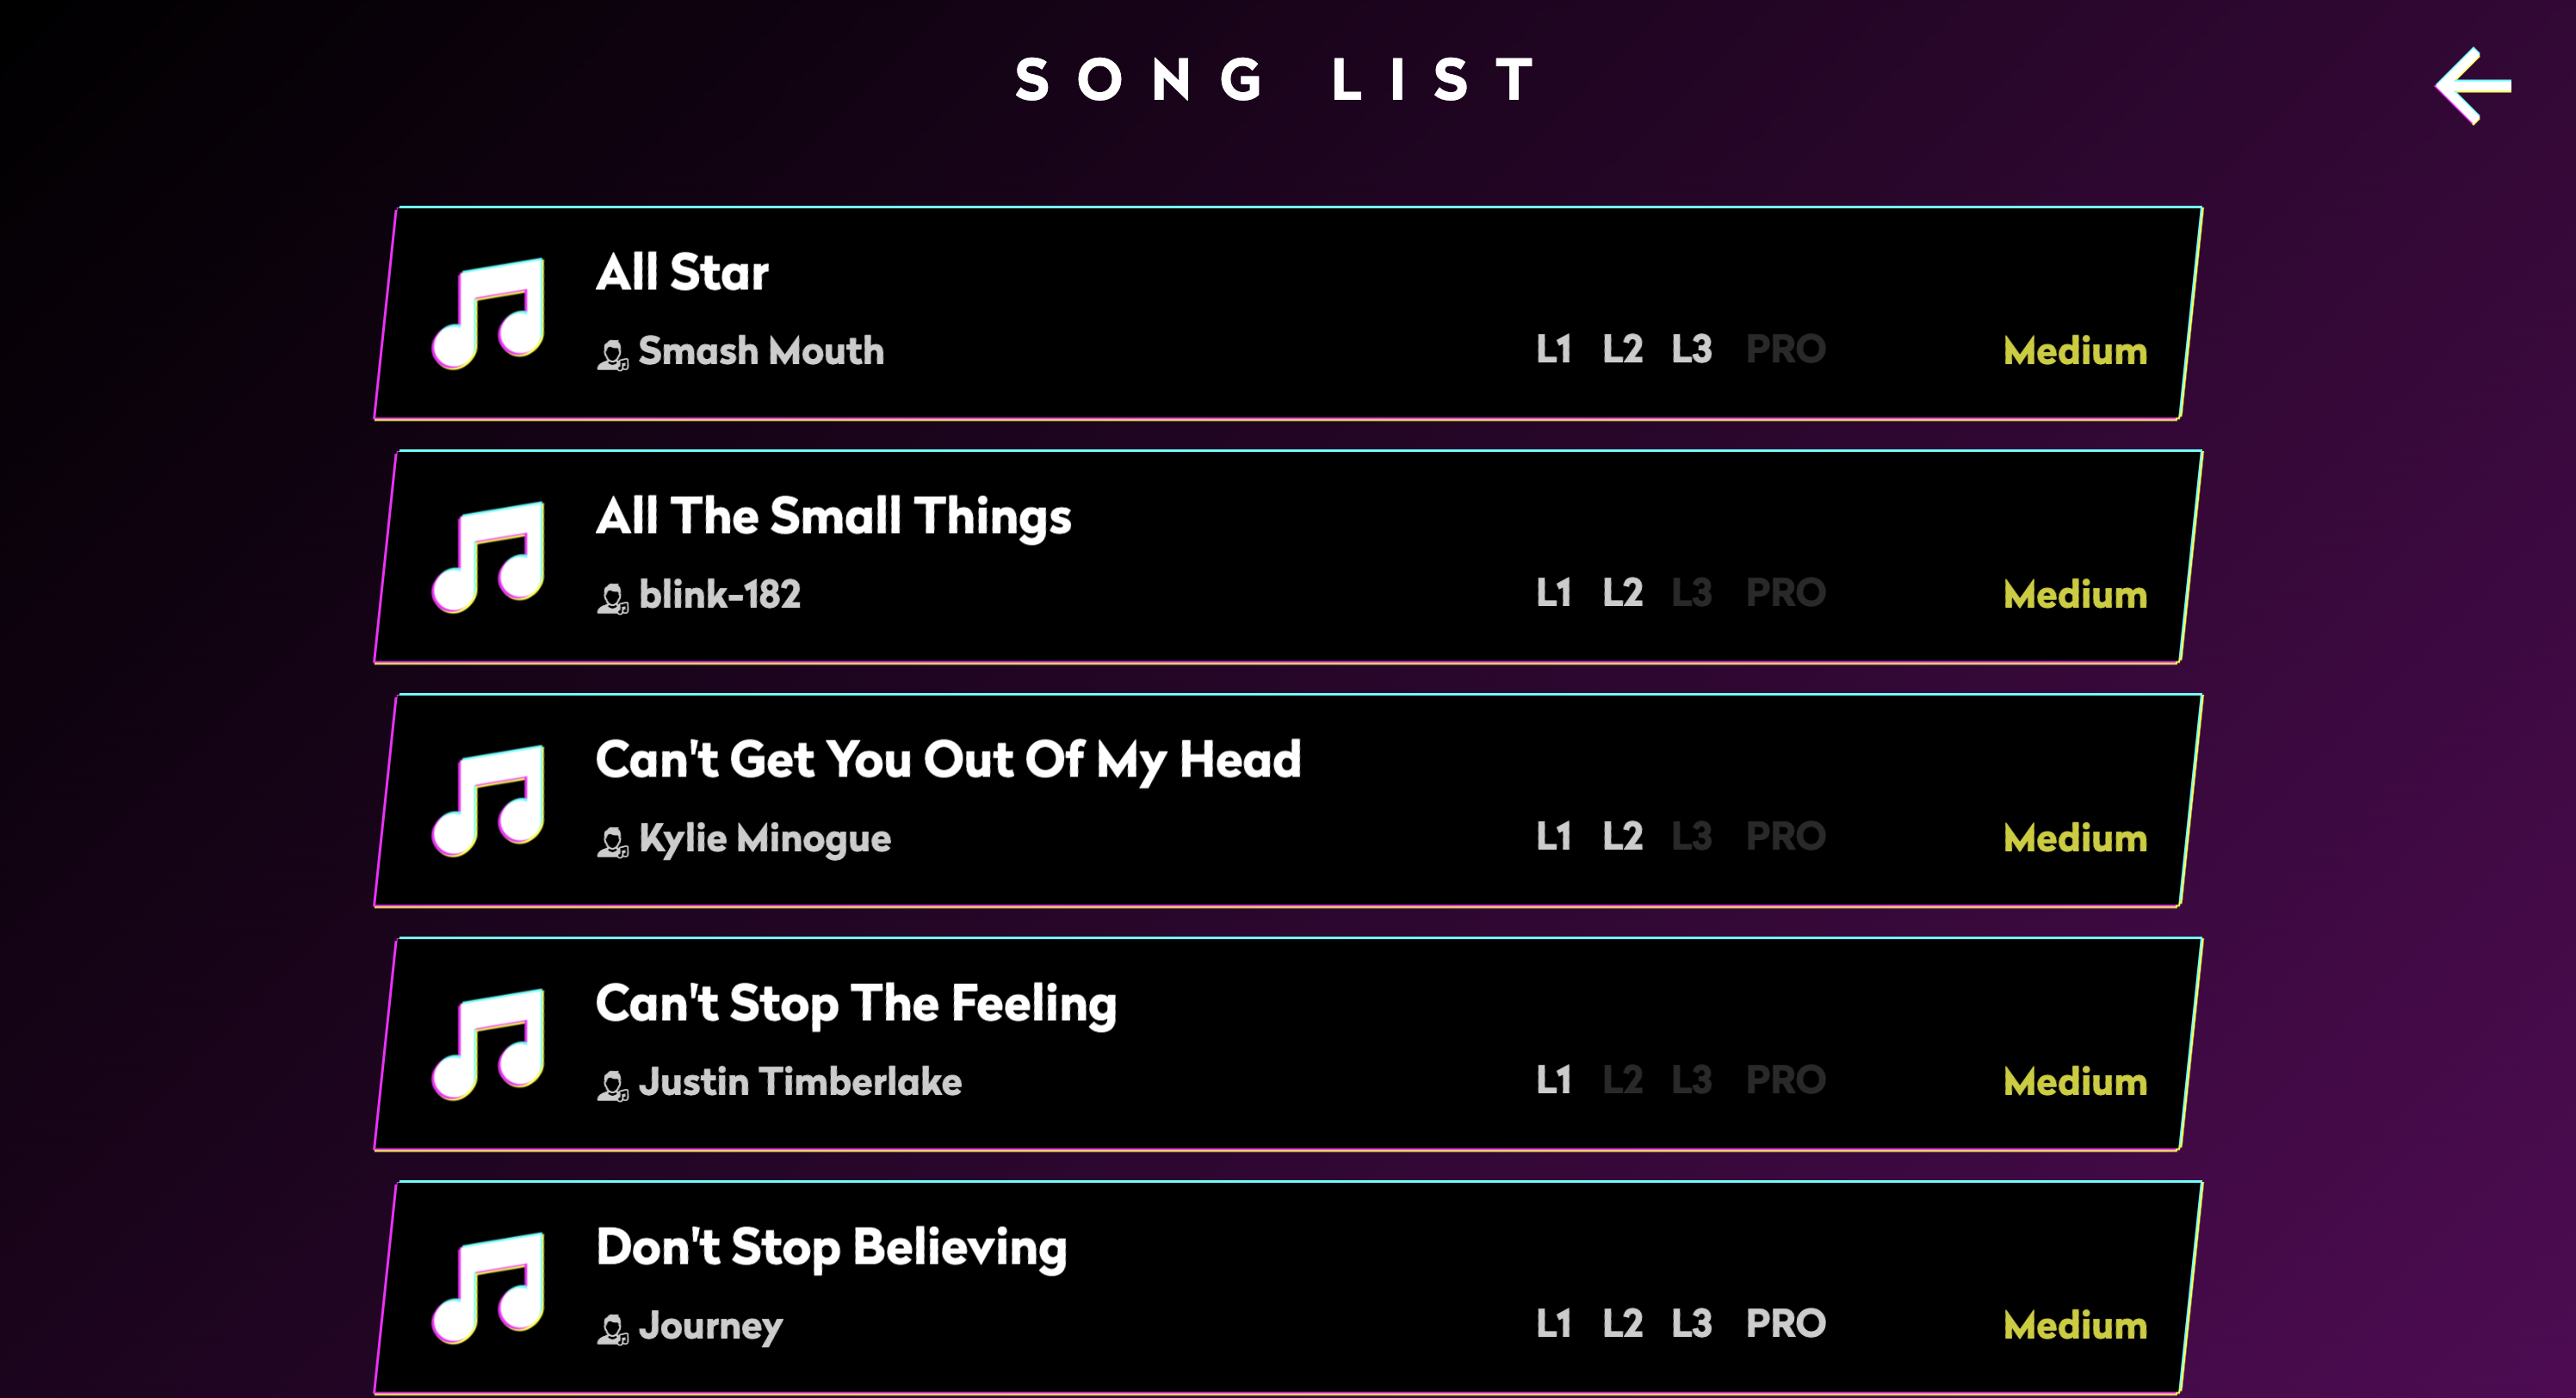 SONG LIST
All Star
Smash Mouth
L1 L2 L3 PRO
Medium
All The Small Things
blink-182
L1 L2 L3 PRO
Medium
Can't Get You Out Of My Head
Kylie Minogue
L1 L2 L3 PRO
Medium
Can't Stop The Feeling
Justin Timberlake
L1 L2 L3 PRO
Medium
Don't Stop Believing
Journey
L1 L2 L3 PRO
Medium